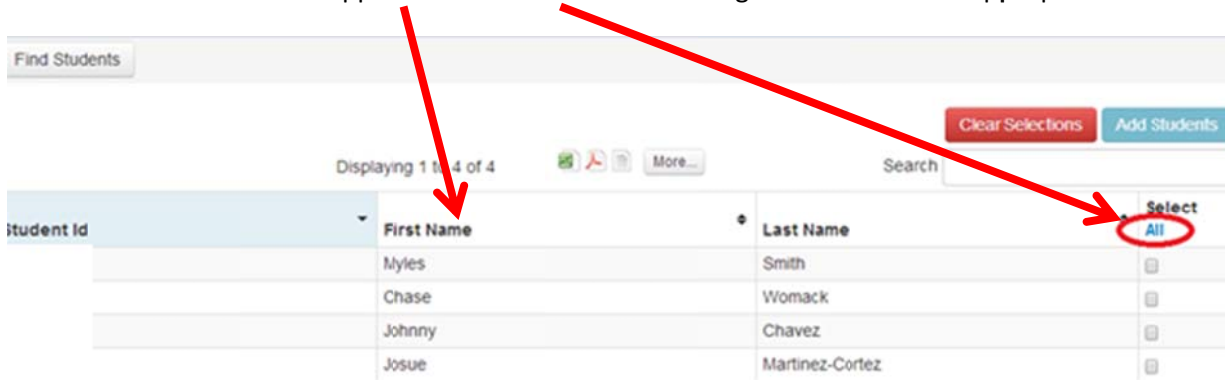 Find Students
Clear Selections Add Students
Displaying 1 to 4 of 4 More... Search
Student Id First Name Last Name Select
All
Myles Smith
Chase Womack
Johnny Chavez
Josue Martinez-Cortez